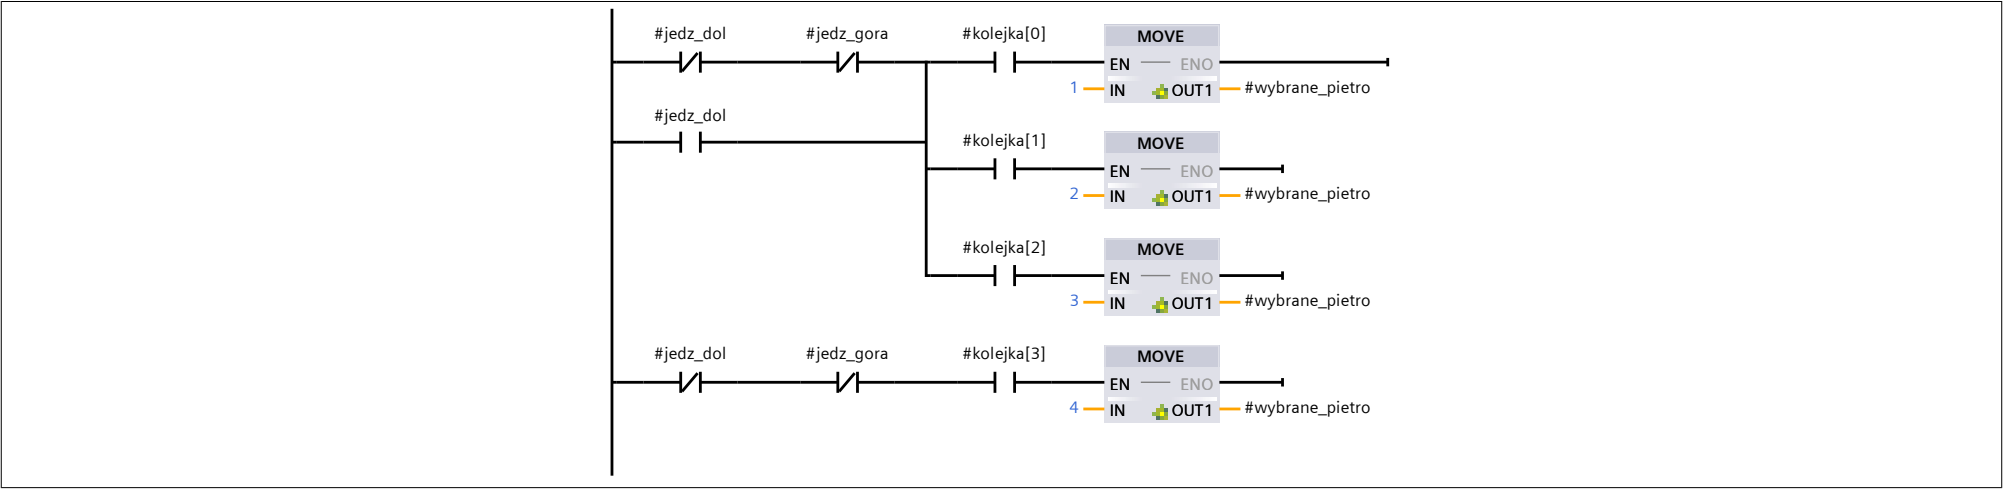 #jedz_dol #jedz_gora #kolejka[0] MOVE
EN ENO
1 IN OUT1 #wybrane_pietro
#jedz_dol
#kolejka[1] MOVE
EN ENO
2 IN OUT1 #wybrane_pietro
#kolejka[2] MOVE
EN ENO
3 IN OUT1 #wybrane_pietro
#jedz_dol #jedz_gora #kolejka[3] MOVE
EN ENO
4 IN OUT1 #wybrane_pietro